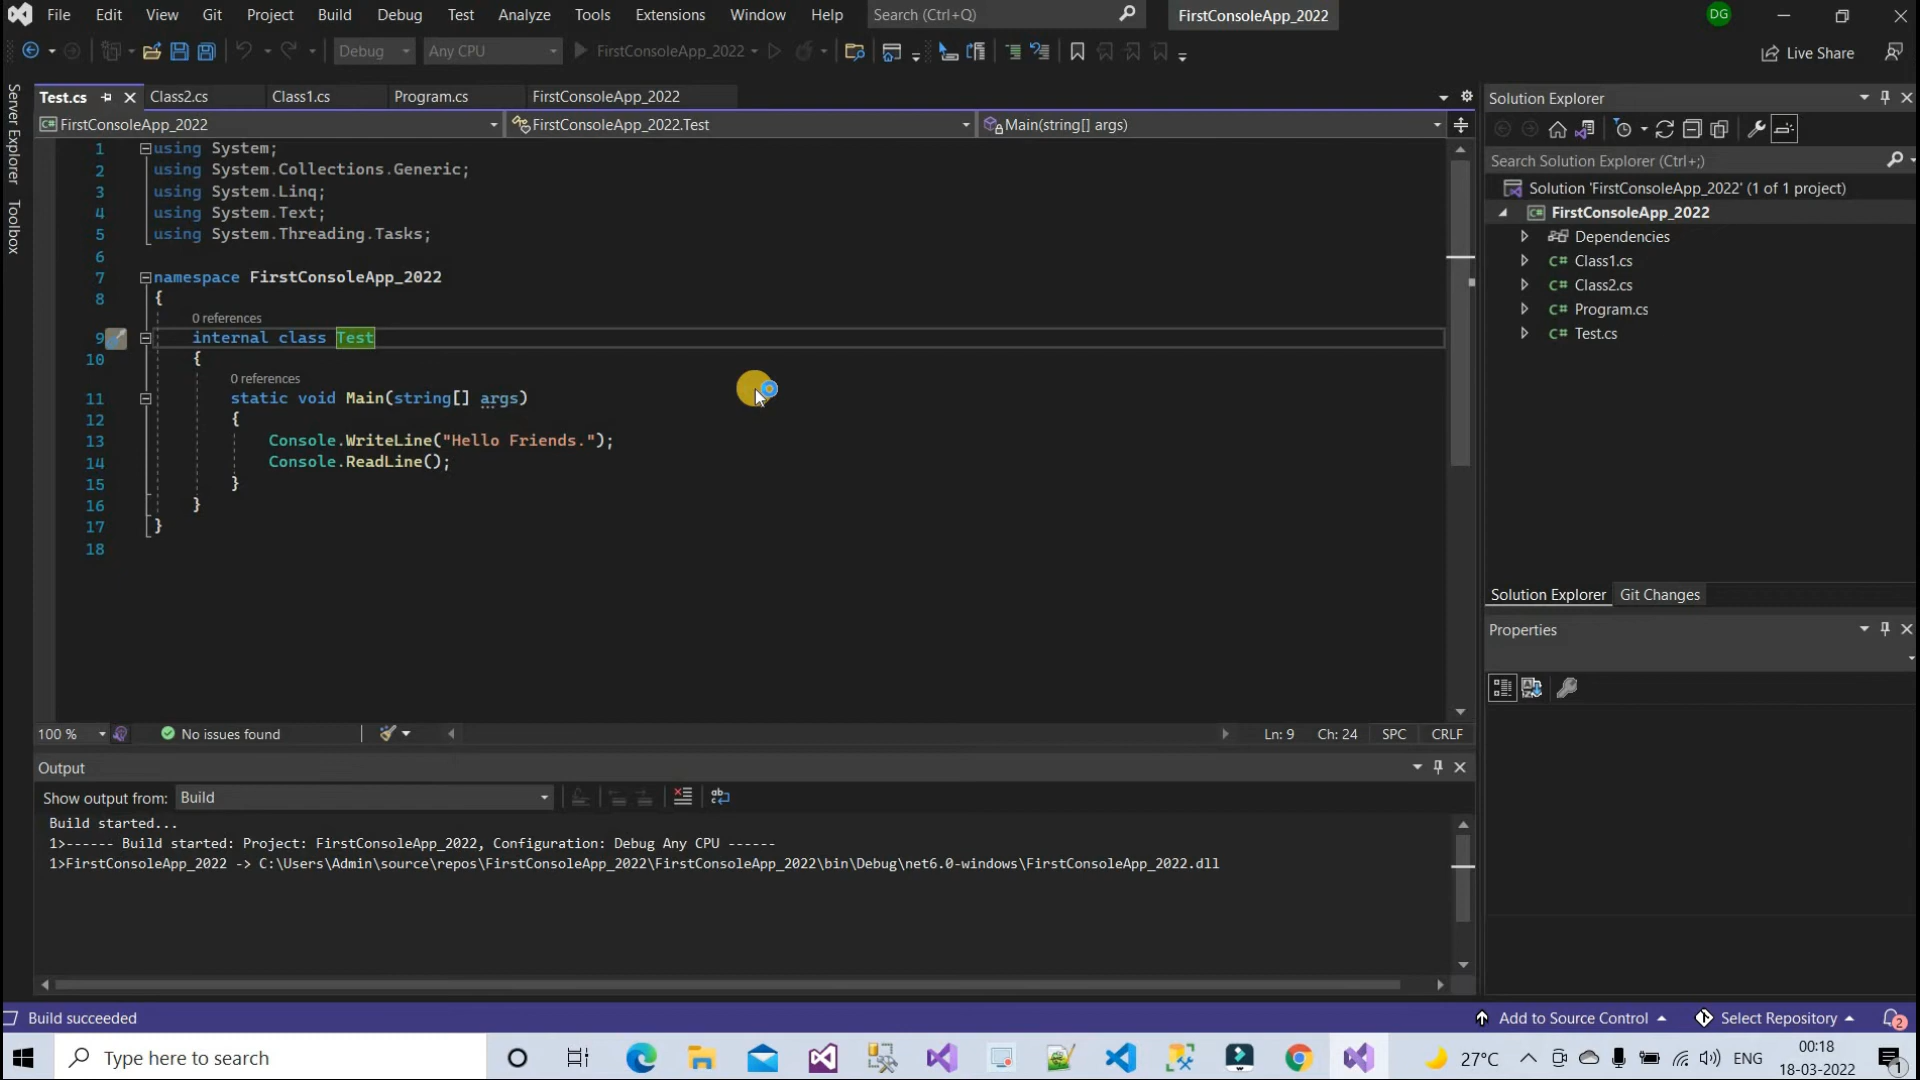 File Edit View Git Project Build Debug Test Analyze Tools Extensions Window Help Search (Ctrl+Q) FirstConsoleApp_2022 DG
Debug Any CPU FirstConsoleApp_2022 Live Share
Server Explorer
Toolbox
Test.cs Class2.cs Class1.cs Program.cs FirstConsoleApp_2022
FirstConsoleApp_2022 FirstConsoleApp_2022.Test Main(string[] args)
1 using System;
2 using System.Collections.Generic;
3 using System.Linq;
4 using System.Text;
5 using System.Threading.Tasks;
6
7 namespace FirstConsoleApp_2022
8 {
0 references
9 internal class Test
10 {
0 references
11 static void Main(string[] args)
12 {
13 Console.WriteLine("Hello Friends.");
14 Console.ReadLine();
15 }
16 }
17 }
18
100 % No issues found Ln: 9 Ch: 24 SPC CRLF
Output
Show output from: Build
Build started...
1>------ Build started: Project: FirstConsoleApp_2022, Configuration: Debug Any CPU ------
1>FirstConsoleApp_2022 -> C:\Users\Admin\source\repos\FirstConsoleApp_2022\FirstConsoleApp_2022\bin\Debug\net6.0-windows\FirstConsoleApp_2022.dll
Solution Explorer
Search Solution Explorer (Ctrl+;)
Solution 'FirstConsoleApp_2022' (1 of 1 project)
C# FirstConsoleApp_2022
Dependencies
C# Class1.cs
C# Class2.cs
C# Program.cs
C# Test.cs
Solution Explorer Git Changes
Properties
Build succeeded Add to Source Control Select Repository 2
Type here to search 27°C ENG 00:18
18-03-2022 1